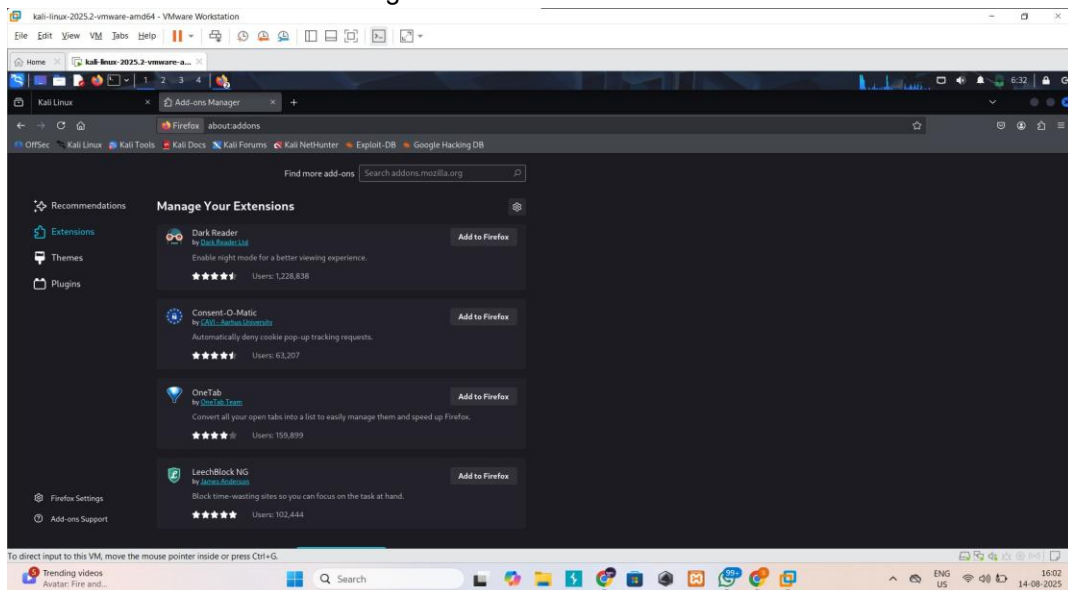 kali-linux-2025.2-vmware-amd64 - VMware Workstation
File Edit View VM Tabs Help
Home kali-linux-2025.2-vmware-a...
1 2 3 4 6:32
Kali Linux Add-ons Manager
Firefox about:addons
OffSec Kali Linux Kali Tools Kali Docs Kali Forums Kali NetHunter Exploit-DB Google Hacking DB
Find more add-ons Search addons.mozilla.org
Recommendations
Extensions
Themes
Plugins
Firefox Settings
Add-ons Support
Manage Your Extensions
Dark Reader
by Dark Reader Ltd
Add to Firefox
Enable night mode for a better viewing experience.
Users: 1,228,838
Consent-O-Matic
by CAVI - Aarhus University
Add to Firefox
Automatically deny cookie pop-up tracking requests.
Users: 63,207
OneTab
by OneTab Team
Add to Firefox
Convert all your open tabs into a list to easily manage them and speed up Firefox.
Users: 159,899
LeechBlock NG
by James Anderson
Add to Firefox
Block time-wasting sites so you can focus on the task at hand.
Users: 102,444
To direct input to this VM, move the mouse pointer inside or press Ctrl+G.
Trending videos
Avatar: Fire and...
Search
99+
ENG
US
16:02
14-08-2025